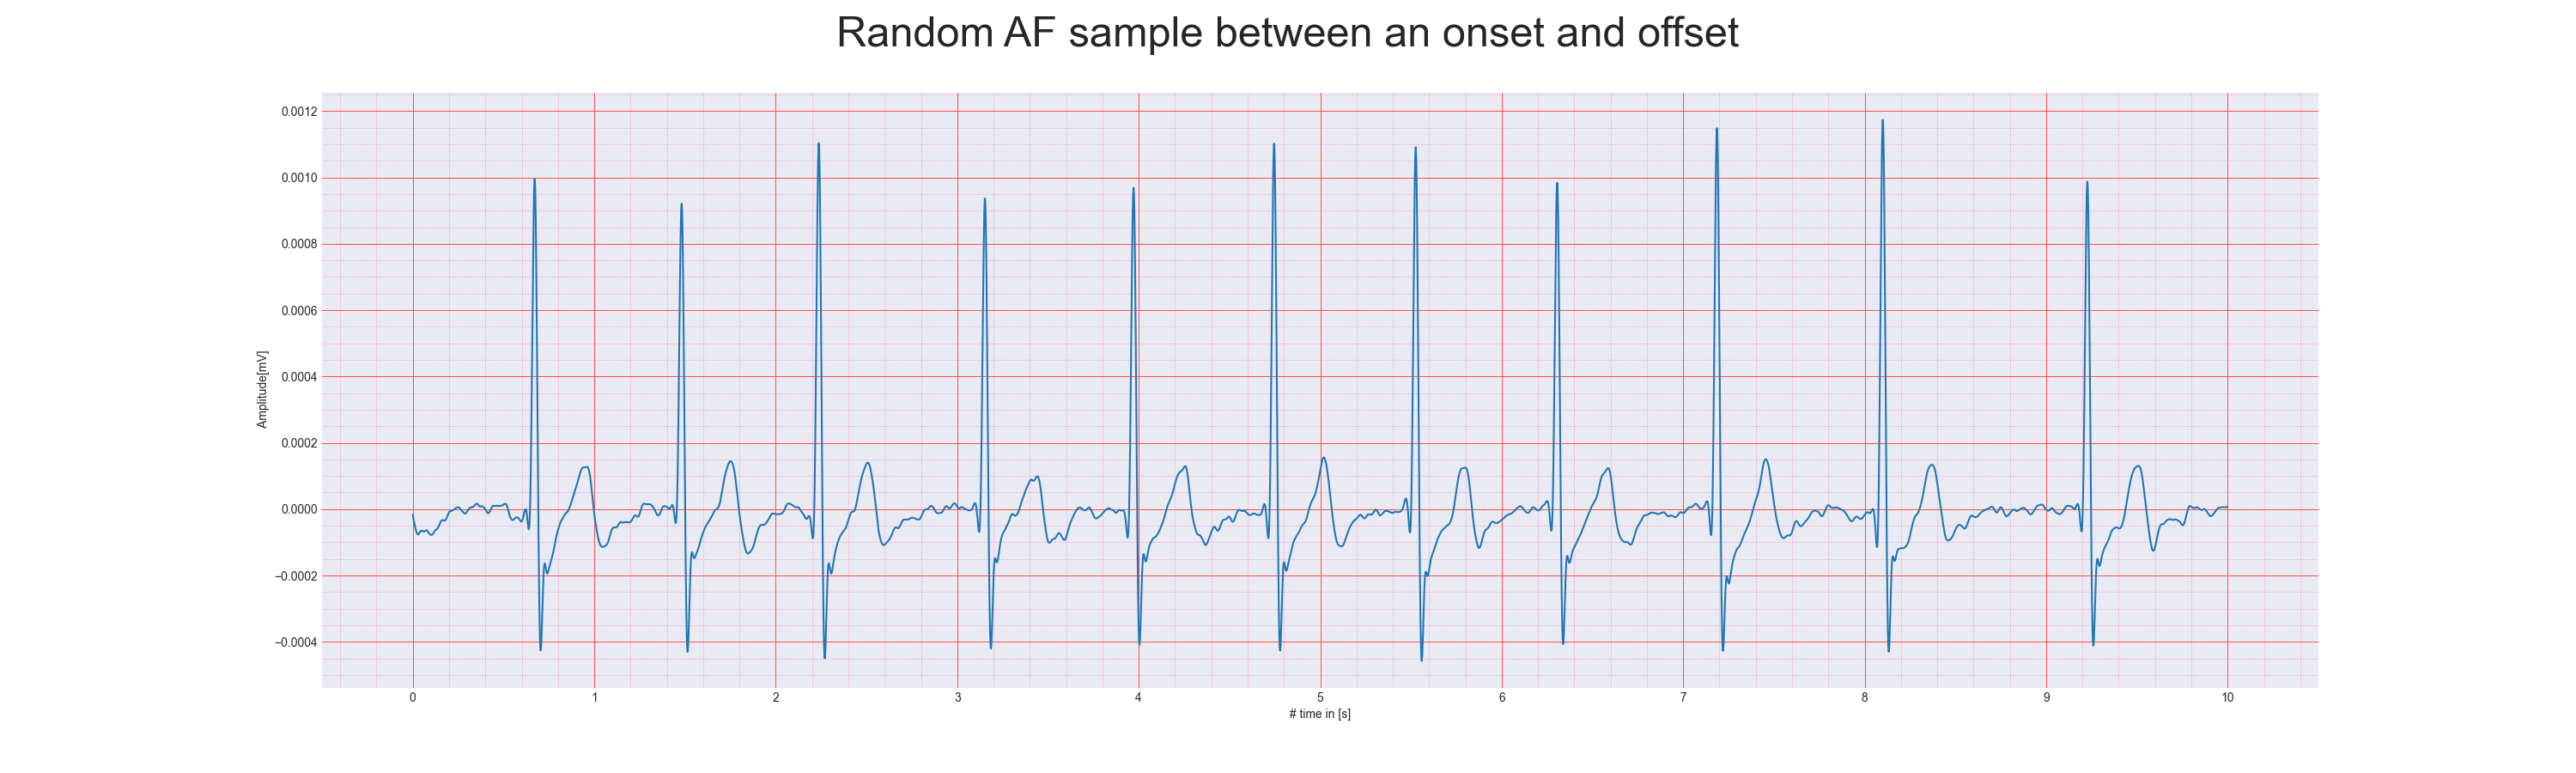 Random AF sample between an onset and offset
0.0012
0.0010
0.0008
0.0006
0.0004
0.0002
0.0000
−0.0002
−0.0004
Amplitude[mV]
0 1 2 3 4 5 6 7 8 9 10
# time in [s]